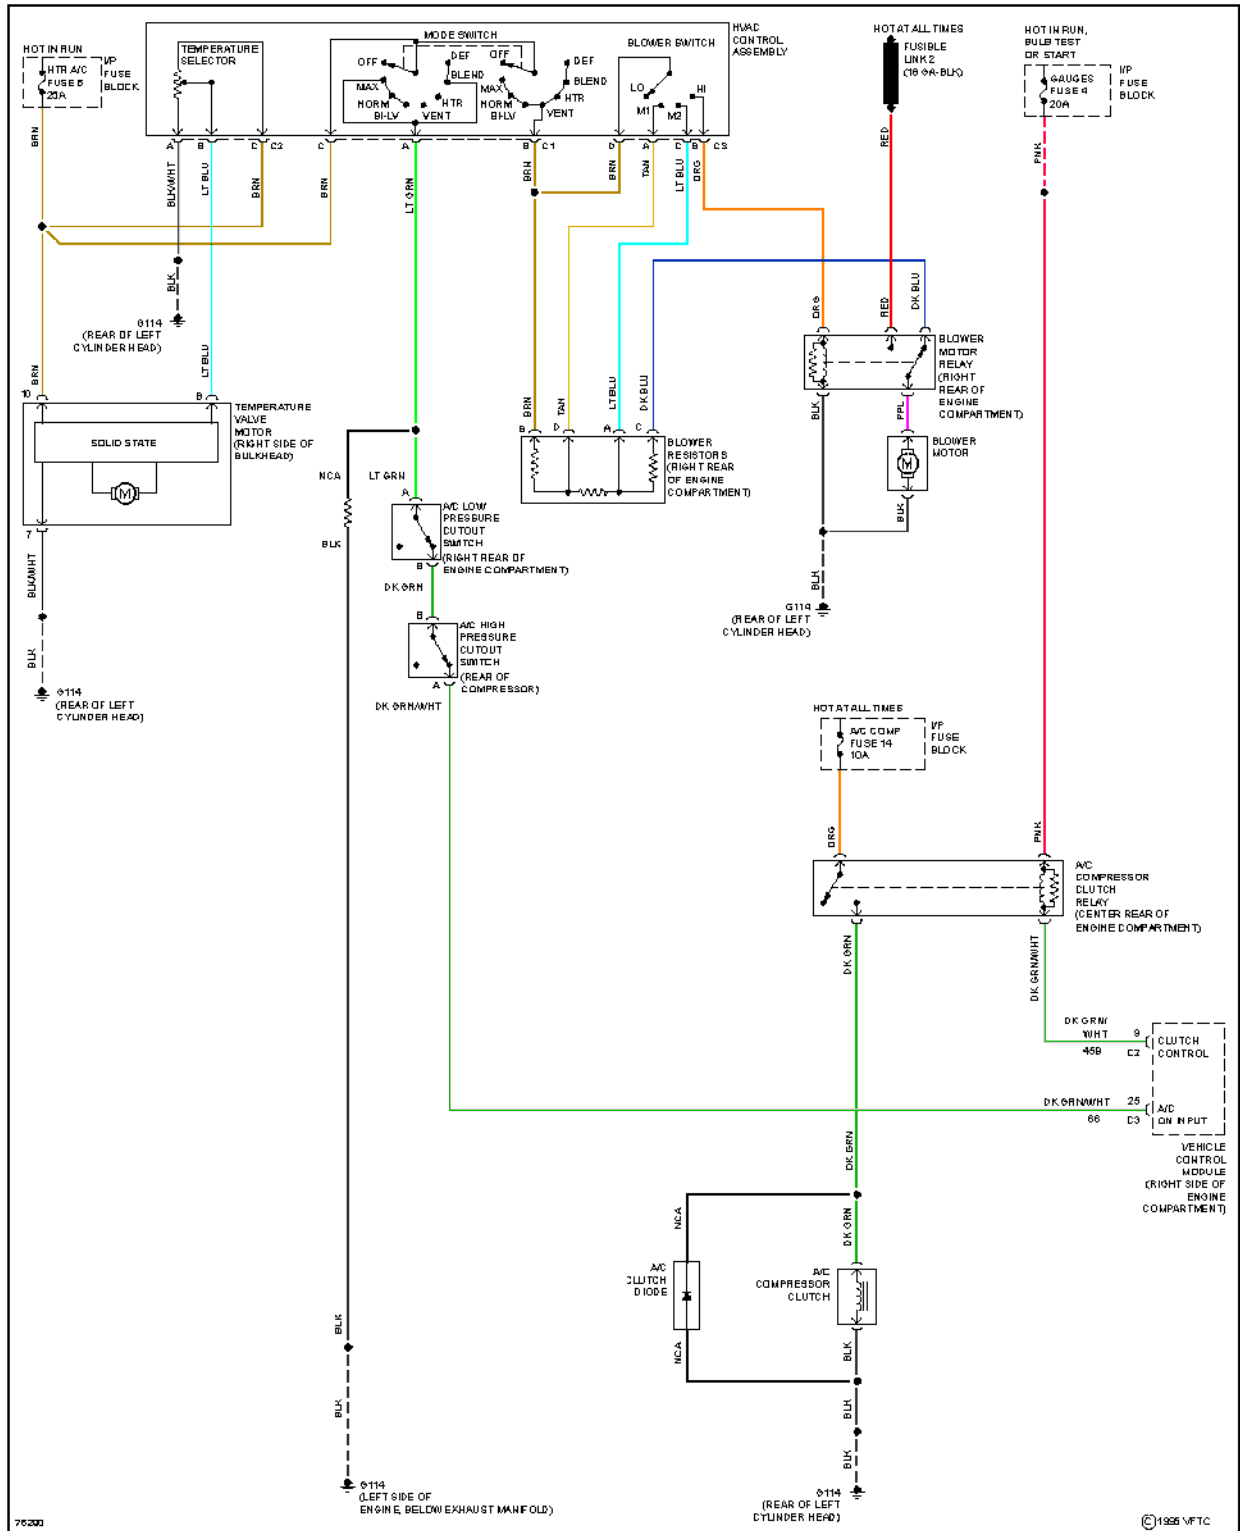 HOT IN RUN
HTR A/C
FUSE 5
25A
I/P
FUSE
BLOCK
TEMPERATURE
SELECTOR
MODE SWITCH
OFF
MAX
NORM
BI-LV
VENT
HTR
BLEND
DEF
OFF
MAX
NORM
BI-LV
VENT
HTR
BLEND
DEF
BLOWER SWITCH
LO
M1
M2
HI
HVAC
CONTROL
ASSEMBLY
HOT AT ALL TIMES
FUSIBLE
LINK 2
(16 GA-BLK)
HOT IN RUN,
BULB TEST
OR START
GAUGES
FUSE 4
20A
I/P
FUSE
BLOCK
A
B
C
C2
C
A
B
C1
D
A
C
B
C3
BRN
BLK/WHT
LT BLU
BRN
BRN
LT GRN
BRN
BRN
TAN
LT BLU
ORG
RED
PNK
BLK
G114
(REAR OF LEFT
CYLINDER HEAD)
BRN
LT BLU
10
B
TEMPERATURE
VALVE
MOTOR
(RIGHT SIDE OF
BULKHEAD)
SOLID STATE
M
7
BLK/WHT
BLK
G114
(REAR OF LEFT
CYLINDER HEAD)
NCA
BLK
LT GRN
A
A/C LOW
PRESSURE
CUTOUT
SWITCH
(RIGHT REAR OF
ENGINE COMPARTMENT)
B
DK GRN
B
A/C HIGH
PRESSURE
CUTOUT
SWITCH
(REAR OF
COMPRESSOR)
A
DK GRN/WHT
BRN
TAN
LT BLU
DK BLU
B
D
A
C
BLOWER
RESISTORS
(RIGHT REAR
OF ENGINE
COMPARTMENT)
ORG
RED
DK BLU
BLOWER
MOTOR
RELAY
(RIGHT
REAR OF
ENGINE
COMPARTMENT)
BLK
PPL
BLOWER
MOTOR
M
BLK
BLK
G114
(REAR OF LEFT
CYLINDER HEAD)
HOT AT ALL TIMES
A/C COMP
FUSE 14
10A
I/P
FUSE
BLOCK
ORG
PNK
A/C
COMPRESSOR
CLUTCH
RELAY
(CENTER REAR OF
ENGINE COMPARTMENT)
DK GRN
DK GRN/WHT
DK GRN/
WHT
9
459
C2
CLUTCH
CONTROL
DK GRN/WHT
25
66
C3
A/C
ON INPUT
VEHICLE
CONTROL
MODULE
(RIGHT SIDE OF
ENGINE
COMPARTMENT)
DK GRN
NCA
DK GRN
A/C
CLUTCH
DIODE
A/C
COMPRESSOR
CLUTCH
NCA
BLK
BLK
BLK
G114
(REAR OF LEFT
CYLINDER HEAD)
BLK
BLK
G114
(LEFT SIDE OF
ENGINE, BELOW EXHAUST MANIFOLD)
© 1995 VFTC